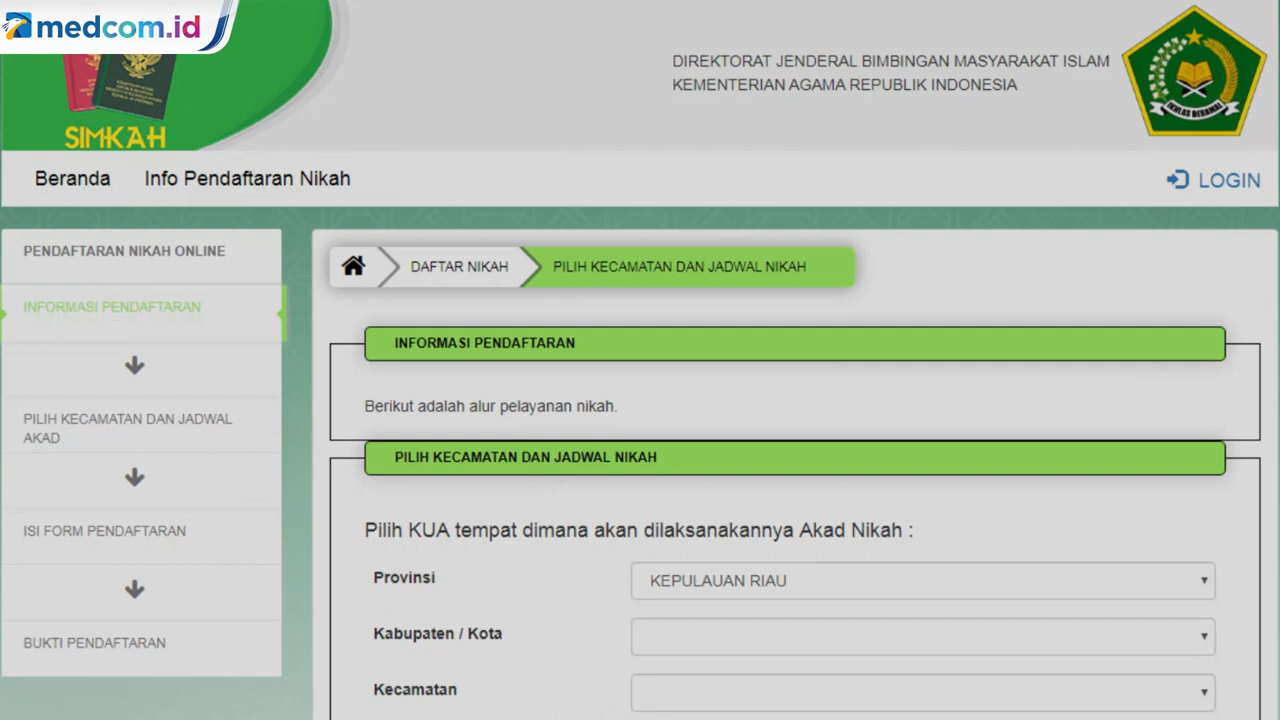 medcom.id
SIMKAH
DIREKTORAT JENDERAL BIMBINGAN MASYARAKAT ISLAM
KEMENTERIAN AGAMA REPUBLIK INDONESIA
IKHLAS BERAMAL
Beranda Info Pendaftaran Nikah LOGIN
PENDAFTARAN NIKAH ONLINE
INFORMASI PENDAFTARAN
PILIH KECAMATAN DAN JADWAL
AKAD
ISI FORM PENDAFTARAN
BUKTI PENDAFTARAN
DAFTAR NIKAH PILIH KECAMATAN DAN JADWAL NIKAH
INFORMASI PENDAFTARAN
Berikut adalah alur pelayanan nikah.
PILIH KECAMATAN DAN JADWAL NIKAH
Pilih KUA tempat dimana akan dilaksanakannya Akad Nikah :
Provinsi KEPULAUAN RIAU
Kabupaten / Kota
Kecamatan